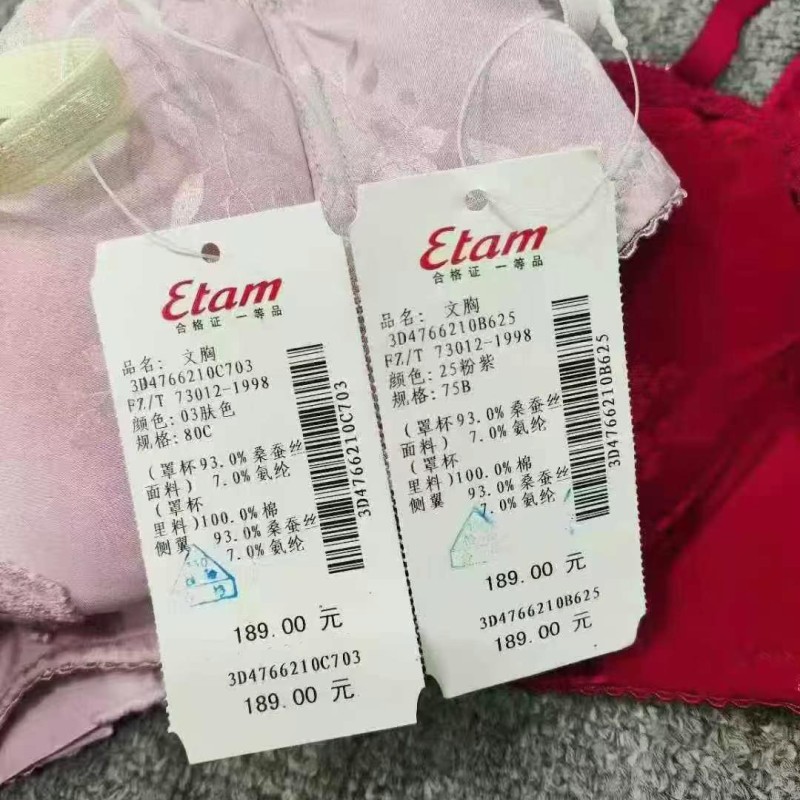 Etam
合格证 一等品
品名: 文胸
3D4766210C703
FZ/T 73012-1998
颜色: 03肤色
规格: 80C
(罩杯93.0% 桑蚕丝
面料) 7.0% 氨纶
(罩杯
里料)100.0% 棉
侧翼 93.0% 桑蚕丝
7.0% 氨纶
3D4766210C703
189.00 元
3D4766210C703
189.00 元
Etam
合格证 一等品
品名: 文胸
3D4766210B625
FZ/T 73012-1998
颜色: 25粉紫
规格: 75B
(罩杯93.0% 桑蚕丝
面料) 7.0% 氨纶
(罩杯
里料)100.0% 棉
侧翼 93.0% 桑蚕丝
7.0% 氨纶
3D4766210B625
189.00 元
3D4766210B625
189.00 元